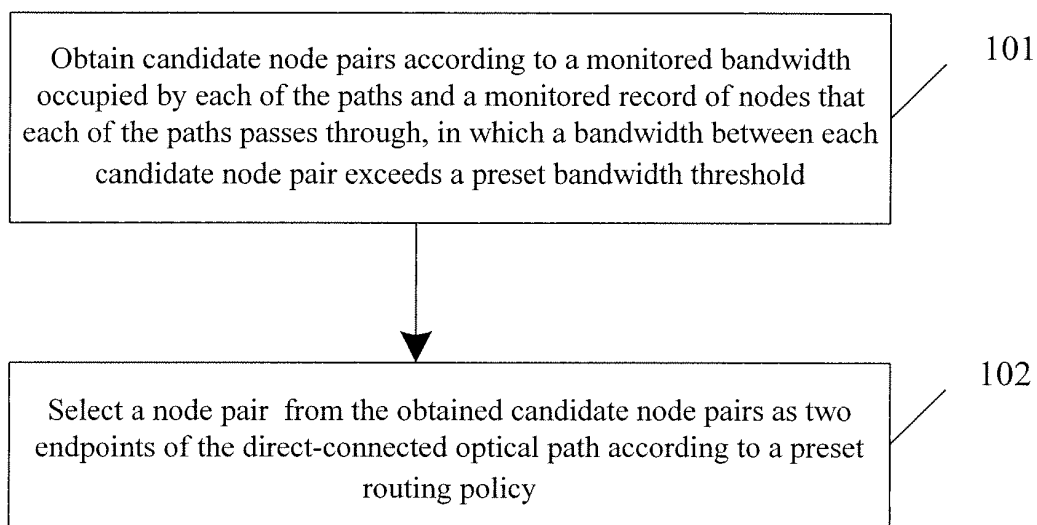 Obtain candidate node pairs according to a monitored bandwidth
occupied by each of the paths and a monitored record of nodes that
each of the paths passes through, in which a bandwidth between each
candidate node pair exceeds a preset bandwidth threshold
101
Select a node pair from the obtained candidate node pairs as two
endpoints of the direct-connected optical path according to a preset
routing policy
102